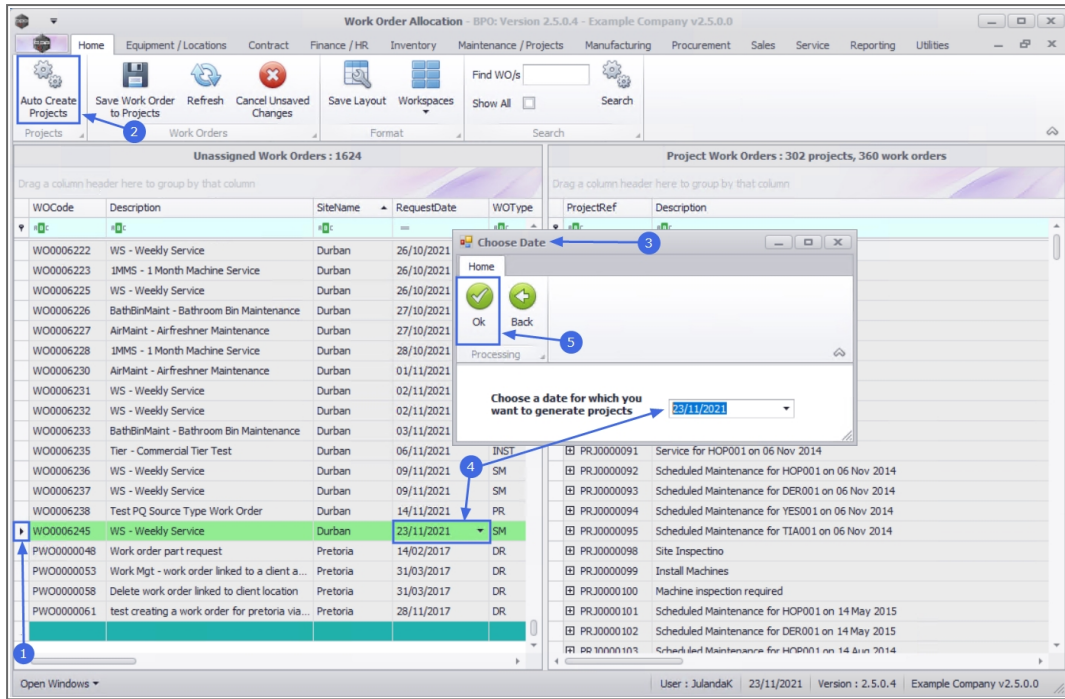 Work Order Allocation - BPO: Version 2.5.0.4 - Example Company v2.5.0.0
Home Equipment / Locations Contract Finance / HR Inventory Maintenance / Projects Manufacturing Procurement Sales Service Reporting Utilities
Auto Create Projects
Save Work Order to Projects
Refresh
Cancel Unsaved Changes
Save Layout
Workspaces
Find WO/s
Show All
Search
Projects
2
Work Orders
Format
Search
Unassigned Work Orders : 1624
Drag a column header here to group by that column
WOCode Description SiteName RequestDate WOType
WO0006222 WS - Weekly Service Durban 26/10/2021
WO0006223 1MMS - 1 Month Machine Service Durban 26/10/2021
WO0006225 WS - Weekly Service Durban 26/10/2021
WO0006226 BathBinMaint - Bathroom Bin Maintenance Durban 27/10/2021
WO0006227 AirMaint - Airfreshner Maintenance Durban 27/10/2021
WO0006228 1MMS - 1 Month Machine Service Durban 28/10/2021
WO0006230 AirMaint - Airfreshner Maintenance Durban 01/11/2021
WO0006231 WS - Weekly Service Durban 02/11/2021
WO0006232 WS - Weekly Service Durban 02/11/2021
WO0006233 BathBinMaint - Bathroom Bin Maintenance Durban 03/11/2021
WO0006235 Tier - Commercial Tier Test Durban 06/11/2021 INST
WO0006236 WS - Weekly Service Durban 09/11/2021 SM
WO0006237 WS - Weekly Service Durban 09/11/2021 SM
WO0006238 Test PQ Source Type Work Order Durban 14/11/2021 PR
WO0006245 WS - Weekly Service Durban 23/11/2021 SM
PWO0000048 Work order part request Pretoria 14/02/2017 DR
PWO0000053 Work Mgt - work order linked to a client a... Pretoria 31/03/2017 DR
PWO0000058 Delete work order linked to client location Pretoria 31/03/2017 DR
PWO0000061 test creating a work order for pretoria via... Pretoria 28/11/2017 DR
1
4
Project Work Orders : 302 projects, 360 work orders
Drag a column header here to group by that column
ProjectRef Description
Choose Date
3
Home
Ok
Back
5
Processing
Choose a date for which you
want to generate projects
23/11/2021
PRJ0000091 Service for HOP001 on 06 Nov 2014
PRJ0000092 Scheduled Maintenance for HOP001 on 06 Nov 2014
PRJ0000093 Scheduled Maintenance for DER001 on 06 Nov 2014
PRJ0000094 Scheduled Maintenance for YES001 on 06 Nov 2014
PRJ0000095 Scheduled Maintenance for TIA001 on 06 Nov 2014
PRJ0000098 Site Inspectino
PRJ0000099 Install Machines
PRJ0000100 Machine inspection required
PRJ0000101 Scheduled Maintenance for HOP001 on 14 May 2015
PRJ0000102 Scheduled Maintenance for DER001 on 14 May 2015
PRJ0000103 Scheduled Maintenance for HOP001 on 14 Aug 2014
Open Windows
User : JulandaK 23/11/2021 Version : 2.5.0.4 Example Company v2.5.0.0